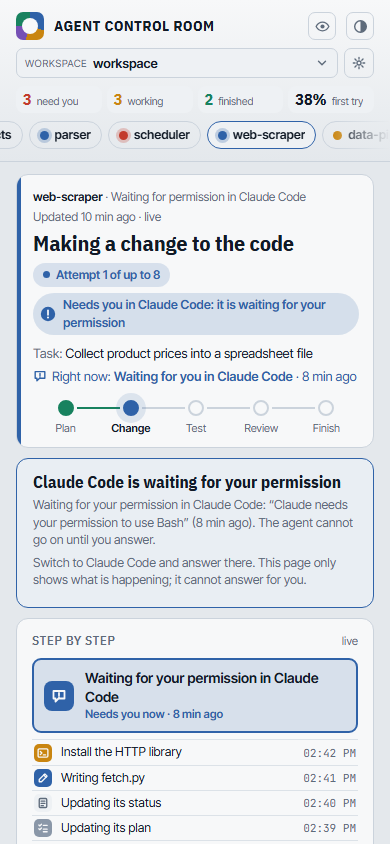 AGENT CONTROL ROOM
WORKSPACE workspace
3 need you 3 working 2 finished 38% first try
parser scheduler web-scraper
web-scraper · Waiting for permission in Claude Code
Updated 10 min ago · live
Making a change to the code
Attempt 1 of up to 8
Needs you in Claude Code: it is waiting for your
permission
Task: Collect product prices into a spreadsheet file
Right now: Waiting for you in Claude Code · 8 min ago
Plan Change Test Review Finish
Claude Code is waiting for your permission
Waiting for your permission in Claude Code: “Claude needs
your permission to use Bash” (8 min ago). The agent cannot
go on until you answer.
Switch to Claude Code and answer there. This page only
shows what is happening; it cannot answer for you.
STEP BY STEP live
Waiting for your permission in Claude
Code
Needs you now · 8 min ago
Install the HTTP library 02:42 PM
Writing fetch.py 02:41 PM
Updating its status 02:40 PM
Updating its plan 02:39 PM